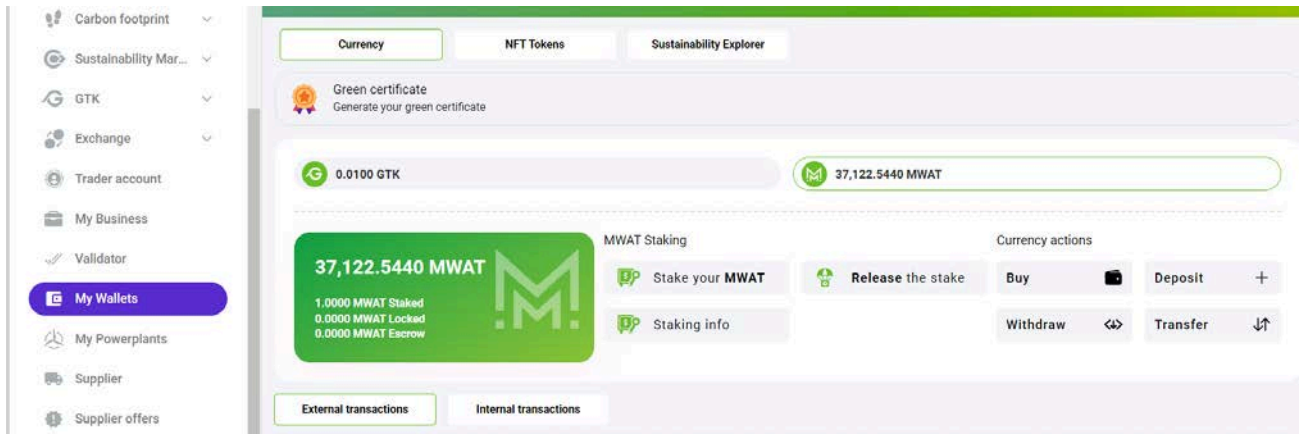 Carbon footprint
Sustainability Mar...
GTK
Exchange
Trader account
My Business
Validator
My Wallets
My Powerplants
Supplier
Supplier offers
Currency
NFT Tokens
Sustainability Explorer
Green certificate
Generate your green certificate
0.0100 GTK
37,122.5440 MWAT
37,122.5440 MWAT
1.0000 MWAT Staked
0.0000 MWAT Locked
0.0000 MWAT Escrow
MWAT Staking
Stake your MWAT
Release the stake
Staking info
Currency actions
Buy
Deposit
Withdraw
Transfer
External transactions
Internal transactions